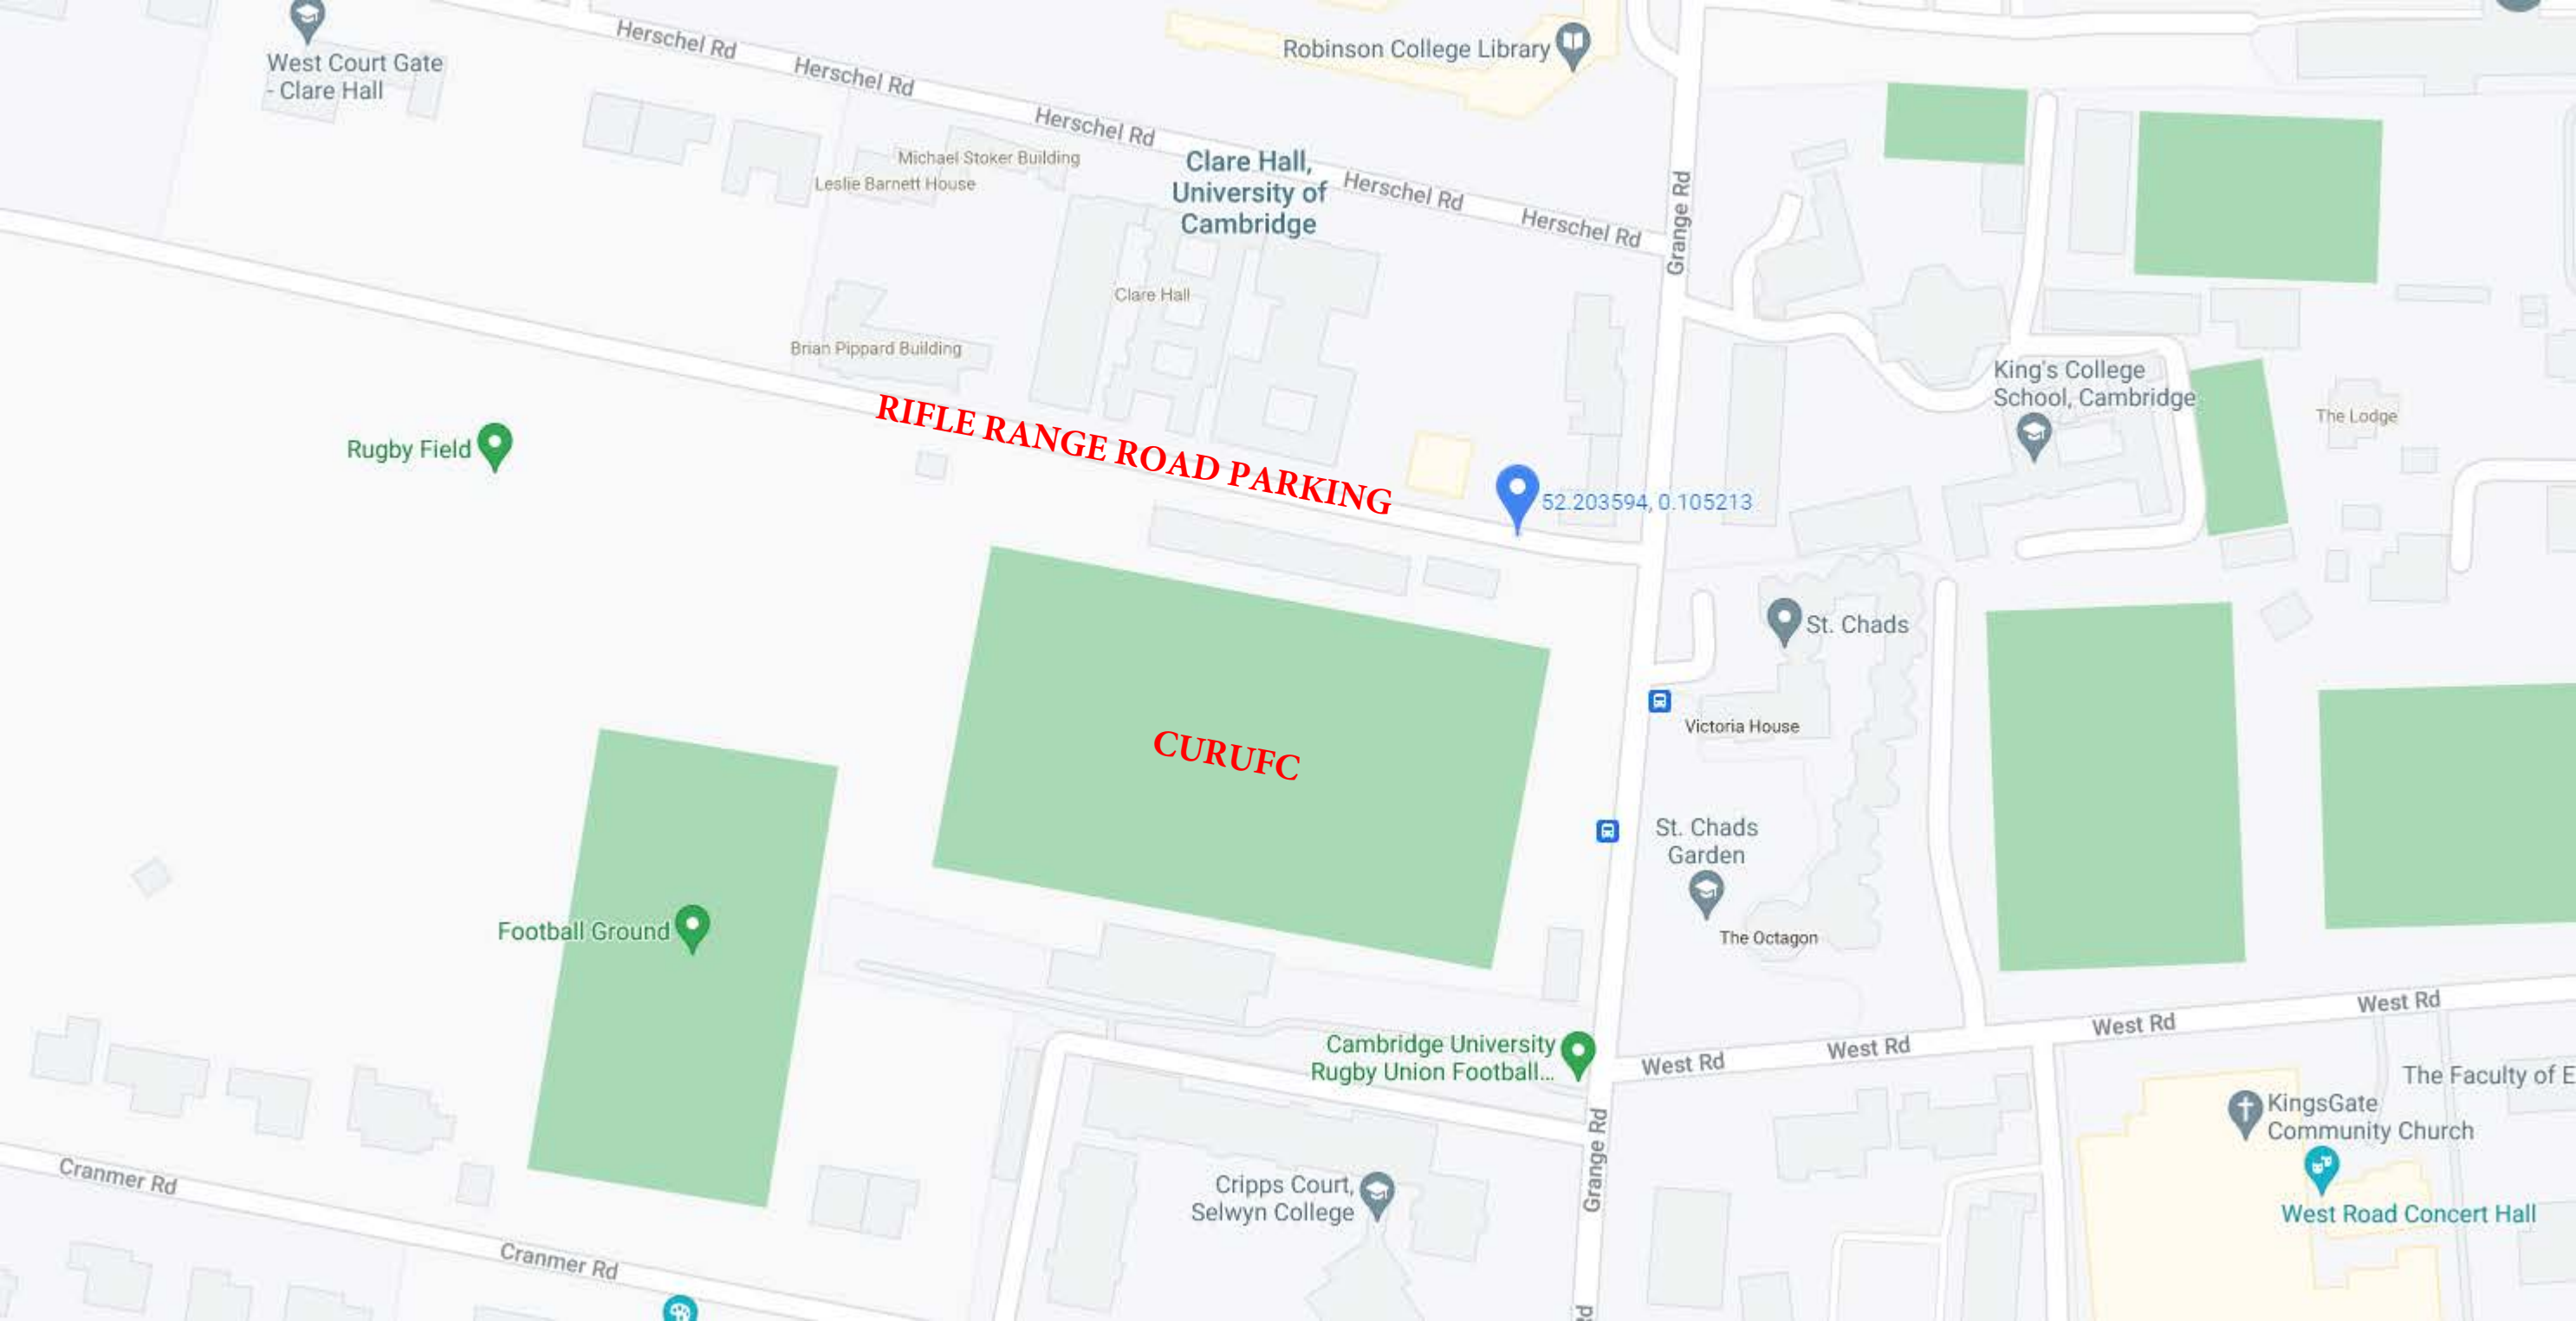 West Court Gate
- Clare Hall
Herschel Rd
Herschel Rd
Herschel Rd
Herschel Rd
Herschel Rd
Robinson College Library
Michael Stoker Building
Leslie Barnett House
Clare Hall,
University of
Cambridge
Grange Rd
Clare Hall
Brian Pippard Building
King's College
School, Cambridge
The Lodge
Rugby Field
RIFLE RANGE ROAD PARKING
52.203594, 0.105213
St. Chads
Victoria House
CURUFC
St. Chads
Garden
The Octagon
Football Ground
Cambridge University
Rugby Union Football...
West Rd
West Rd
West Rd
West Rd
The Faculty of E
KingsGate
Community Church
West Road Concert Hall
Grange Rd
Cripps Court,
Selwyn College
Cranmer Rd
Cranmer Rd
Rd